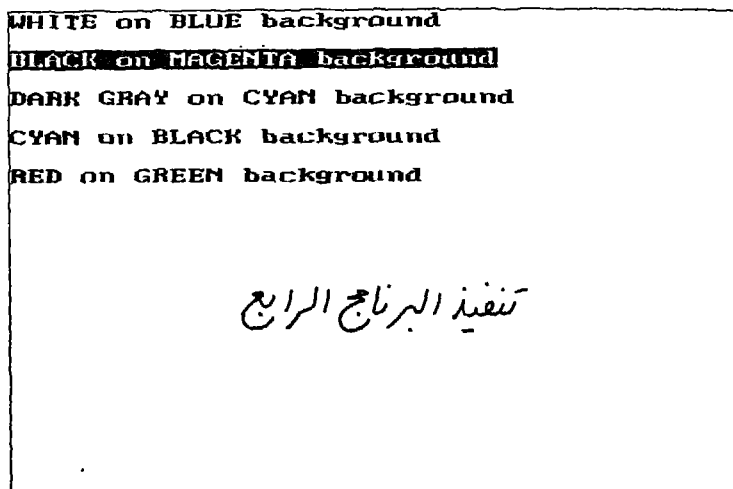 WHITE on BLUE background
BLACK on MAGENTA background
DARK GRAY on CYAN background
CYAN on BLACK background
RED on GREEN background
تنفيذ البرنامج الرابع